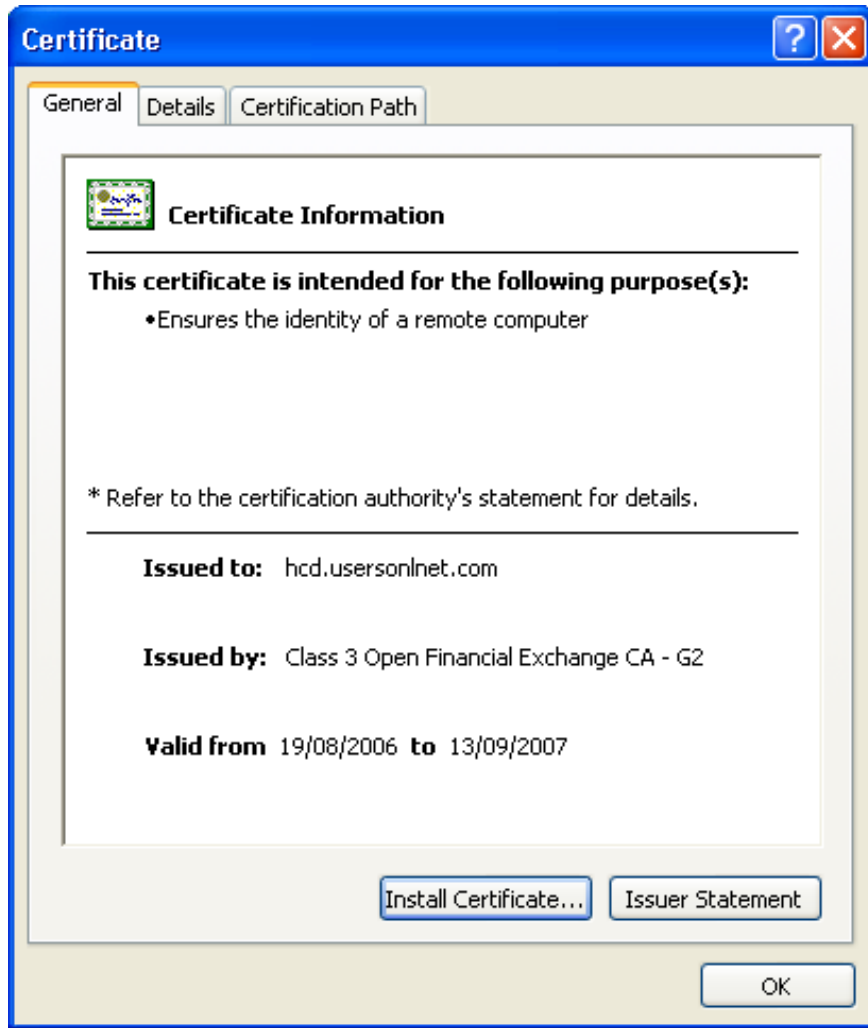 Certificate
General Details Certification Path
Certificate Information
This certificate is intended for the following purpose(s):
•Ensures the identity of a remote computer
* Refer to the certification authority's statement for details.
Issued to: hcd.usersonlnet.com
Issued by: Class 3 Open Financial Exchange CA - G2
Valid from 19/08/2006 to 13/09/2007
Install Certificate... Issuer Statement
OK